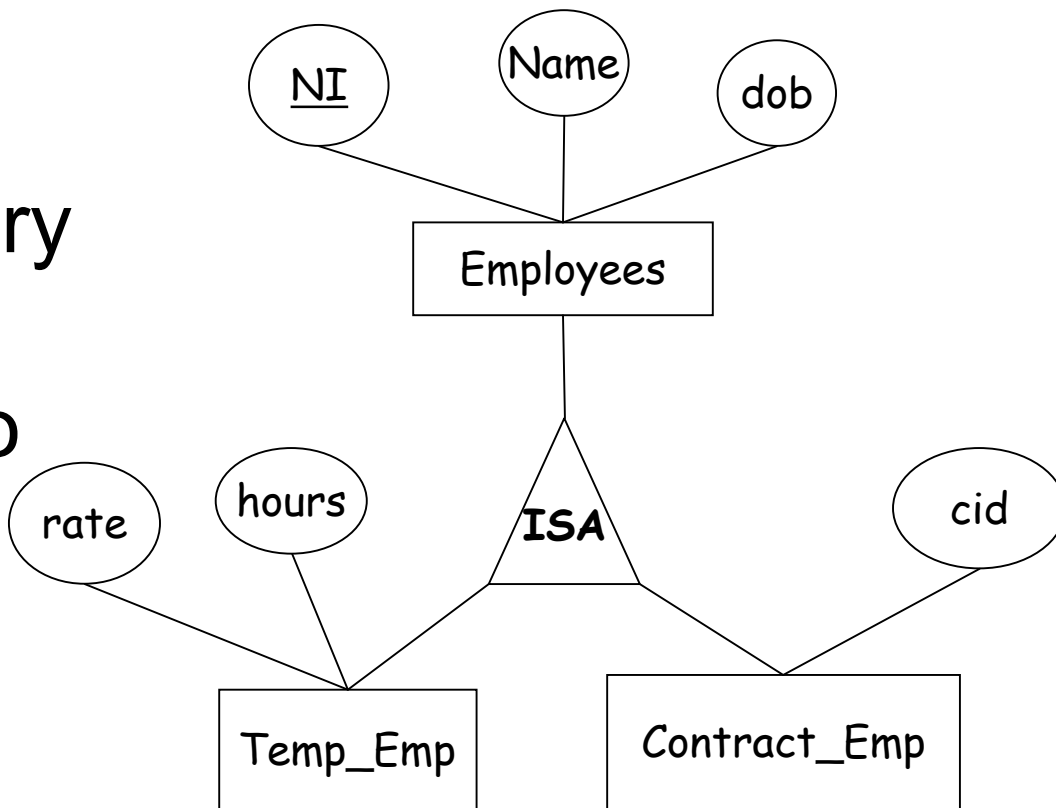 NI
Name
dob
ry
Employees
o
rate
hours
ISA
cid
Temp_Emp
Contract_Emp